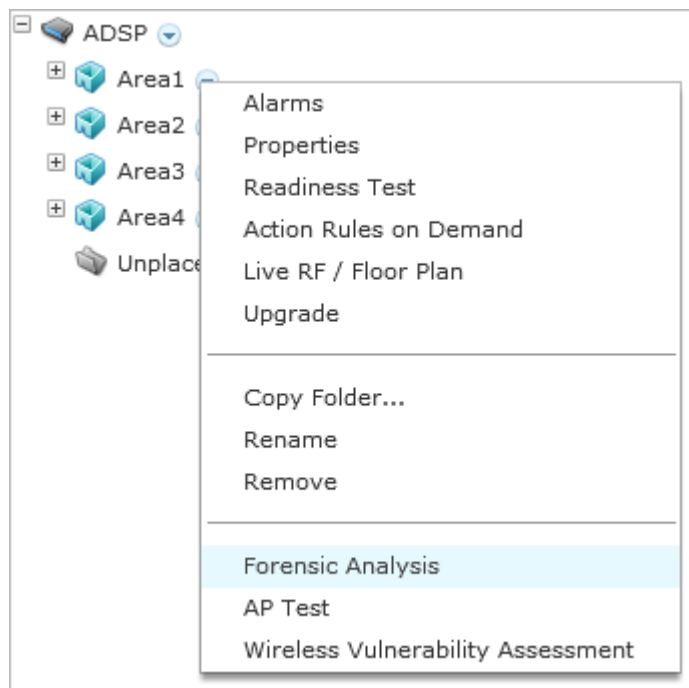 ADSP
Area1
Area2
Area3
Area4
Alarms
Properties
Readiness Test
Action Rules on Demand
Live RF / Floor Plan
Upgrade
Copy Folder...
Rename
Remove
Forensic Analysis
AP Test
Wireless Vulnerability Assessment